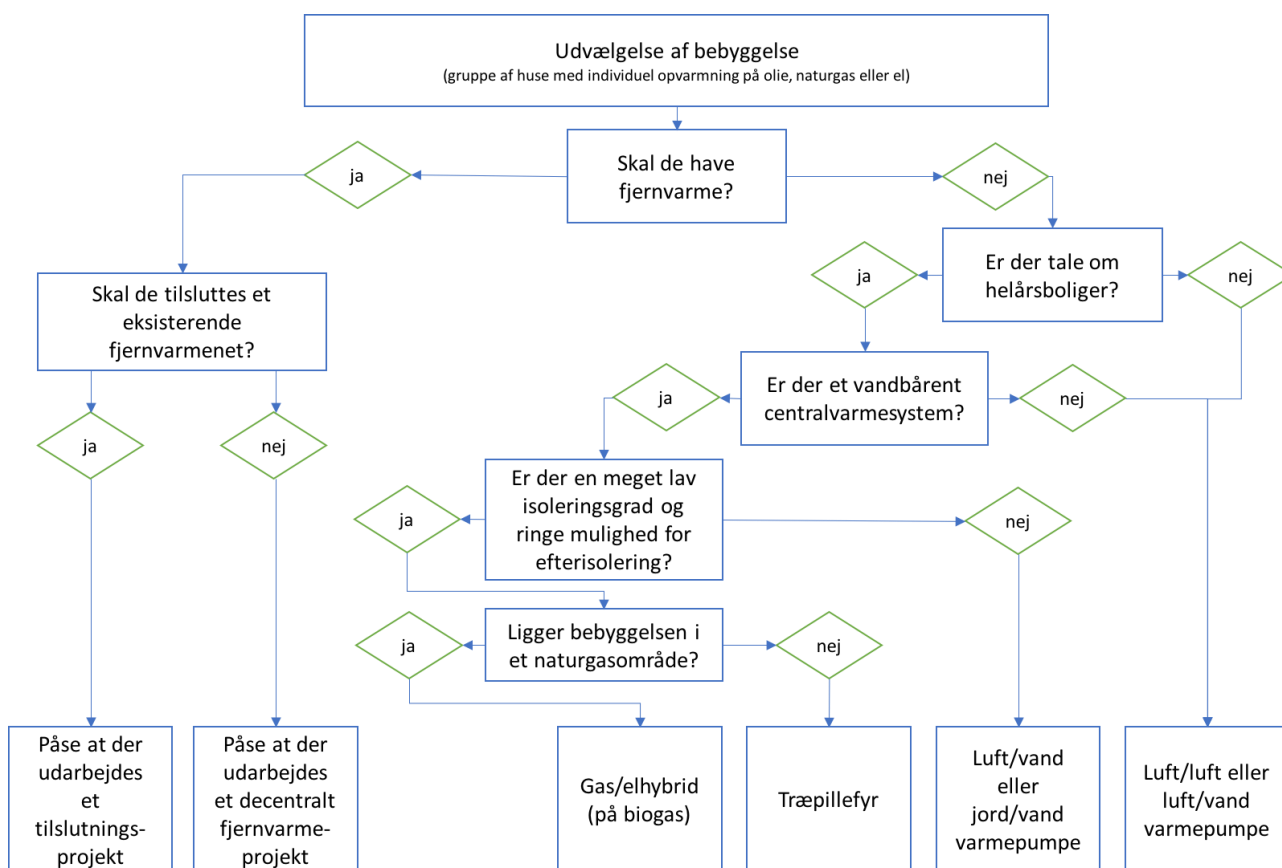 Udvælgelse af bebyggelse
(gruppe af huse med individuel opvarmning på olie, naturgas eller el)
Skal de have
fjernvarme?
ja
nej
Er der tale om
helårsboliger?
ja
nej
Skal de tilsluttes et
eksisterende
fjernvarmenet?
Er der et vandbårent
centralvarmesystem?
ja
nej
ja
nej
Er der en meget lav
isoleringsgrad og
ringe mulighed for
efterisolering?
ja
nej
Ligger bebyggelsen i
et naturgasområde?
ja
nej
Påse at der
udarbejdes
et
tilslutnings-
projekt
Påse at der
udarbejdes
et decentralt
fjernvarme-
projekt
Gas/elhybrid
(på biogas)
Træpillefyr
Luft/vand
eller
jord/vand
varmepumpe
Luft/luft eller
luft/vand
varmepumpe